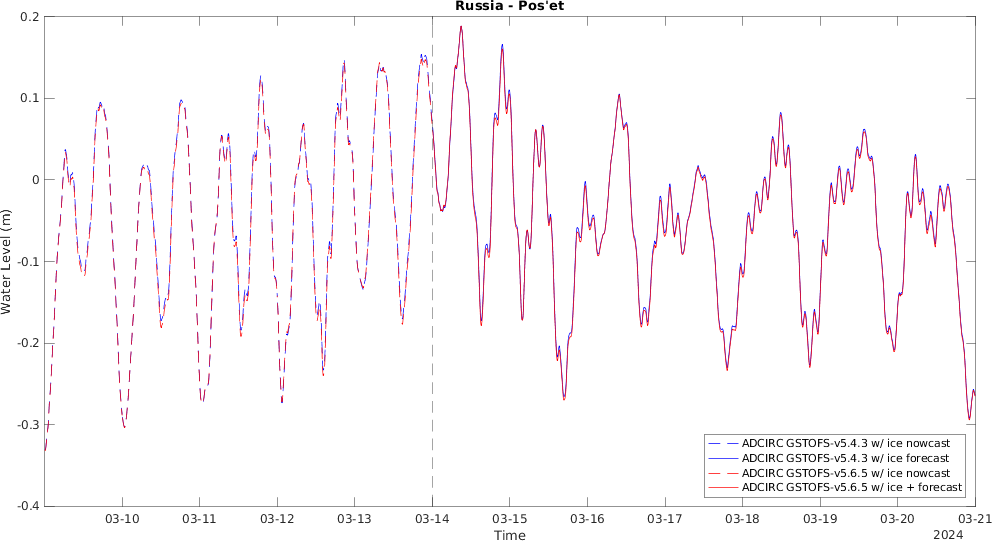 Russia - Pos'et
0.2
0.1
0
-0.1
-0.2
-0.3
-0.4
Water Level (m)
ADCIRC GSTOFS-v5.4.3 w/ ice nowcast
ADCIRC GSTOFS-v5.4.3 w/ ice forecast
ADCIRC GSTOFS-v5.6.5 w/ ice nowcast
ADCIRC GSTOFS-v5.6.5 w/ ice + forecast
03-10 03-11 03-12 03-13 03-14 03-15 03-16 03-17 03-18 03-19 03-20 03-21
Time
2024